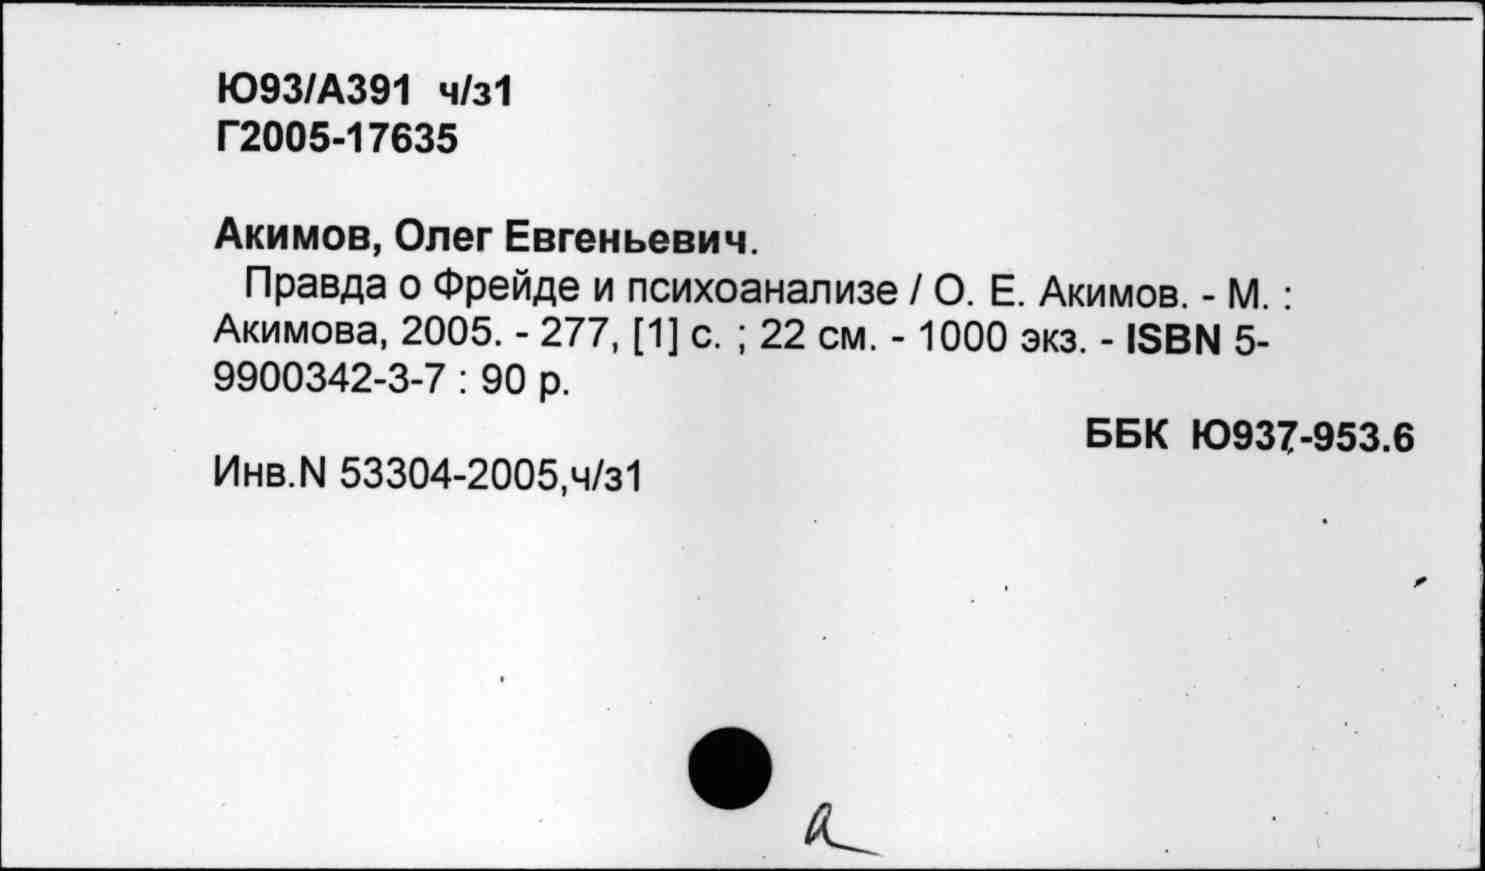 Ю93/А391 ч/з1
Г2005-17635
Акимов, Олег Евгеньевич.
Правда о Фрейде и психоанализе / О. Е. Акимов. - М. :
Акимова, 2005. - 277, [1] с. ; 22 см. - 1000 экз. - ISBN 5-
9900342-3-7 : 90 р.
ББК Ю937-953.6
Инв.N 53304-2005,ч/з1
а